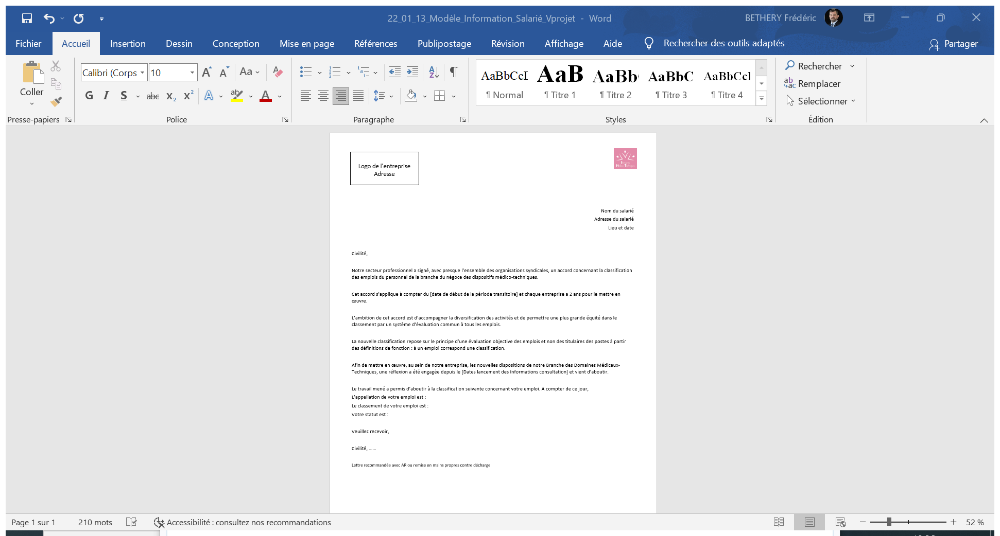 22_01_13_Modèle_Information_Salarié_Vprojet - Word
BETHERY Frédéric
Fichier
Accueil
Insertion
Dessin
Conception
Mise en page
Références
Publipostage
Révision
Affichage
Aide
Rechercher des outils adaptés
Partager
Coller
Presse-papiers
Calibri (Corps
10
Aa
G I S abc X2 X2 A ab A
Police
Paragraphe
AaBbCcI
AaB
AaBb
AaBbC
AaBbCcI
¶ Normal
¶ Titre 1
¶ Titre 2
¶ Titre 3
¶ Titre 4
Styles
Rechercher
Remplacer
Sélectionner
Édition
Logo de l'entreprise
Adresse
Nom du salarié
Adresse du salarié
Lieu et date
Civilité,
Notre secteur professionnel a signé, avec presque l'ensemble des organisations syndicales, un accord concernant la classification
des emplois du personnel de la branche du négoce des dispositifs médico-techniques.
Cet accord s'applique à compter du [date de début de la période transitoire] et chaque entreprise a 2 ans pour le mettre en
œuvre.
L'ambition de cet accord est d'accompagner la diversification des activités et de permettre une plus grande équité dans le
classement par un système d'évaluation commun à tous les emplois.
La nouvelle classification repose sur le principe d'une évaluation objective des emplois et non des titulaires des postes à partir
des définitions de fonction : à un emploi correspond une classification.
Afin de mettre en œuvre, au sein de notre entreprise, les nouvelles dispositions de notre Branche des Domaines Médicaux-
Techniques, une réflexion a été engagée depuis le [Dates lancement des Informations consultation] et vient d'aboutir.
Le travail mené a permis d'aboutir à la classification suivante concernant votre emploi. A compter de ce jour,
L'appellation de votre emploi est :
Le classement de votre emploi est :
Votre statut est :
Veuillez recevoir,
Civilité, ......
Lettre recommandée avec AR ou remise en mains propres contre décharge
Page 1 sur 1
210 mots
Accessibilité : consultez nos recommandations
52 %